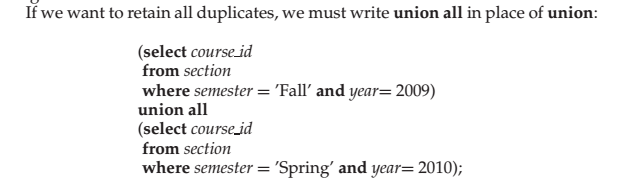 If we want to retain all duplicates, we must write union all in place of union:
(select course_id
from section
where semester = 'Fall' and year= 2009)
union all
(select course_id
from section
where semester = 'Spring' and year= 2010);